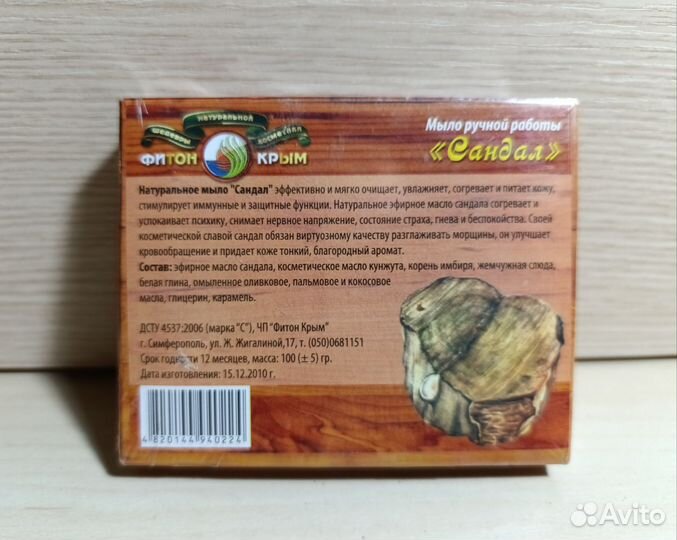 шедевры натуральной косметики
ФИТОН КРЫМ
Мыло ручной работы
«Сандал»
Натуральное мыло "Сандал" эффективно и мягко очищает, увлажняет, согревает и питает кожу,
стимулирует иммунные и защитные функции. Натуральное эфирное масло сандала согревает и
успокаивает психику, снимает нервное напряжение, состояние страха, гнева и беспокойства. Своей
косметической славой сандал обязан виртуозному качеству разглаживать морщины, он улучшает
кровообращение и придает коже тонкий, благородный аромат.
Состав: эфирное масло сандала, косметическое масло кунжута, корень имбиря, жемчужная слюда,
белая глина, омыленное оливковое, пальмовое и кокосовое
масла, глицерин, карамель.
ДСТУ 4537:2006 (марка "С"), ЧП "Фитон Крым"
г. Симферополь, ул. Ж. Жигалиной,17, т. (050)0681151
Срок годности 12 месяцев, масса: 100 (± 5) гр.
Дата изготовления: 15.12.2010 г.
4 820144 940224
Avito